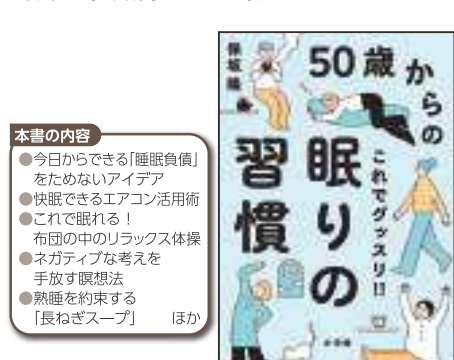 本書の内容
●今日からできる「睡眠負債」
をためないアイデア
●快眠できるエアコン活用術
●これで眠れる！
布団の中のリラックス体操
●ネガティブな考えを
手放す瞑想法
●熟睡を約束する
「長ねぎスープ」　ほか
保坂 隆
50歳からの
眠りの
習慣
これでグッスリ!!